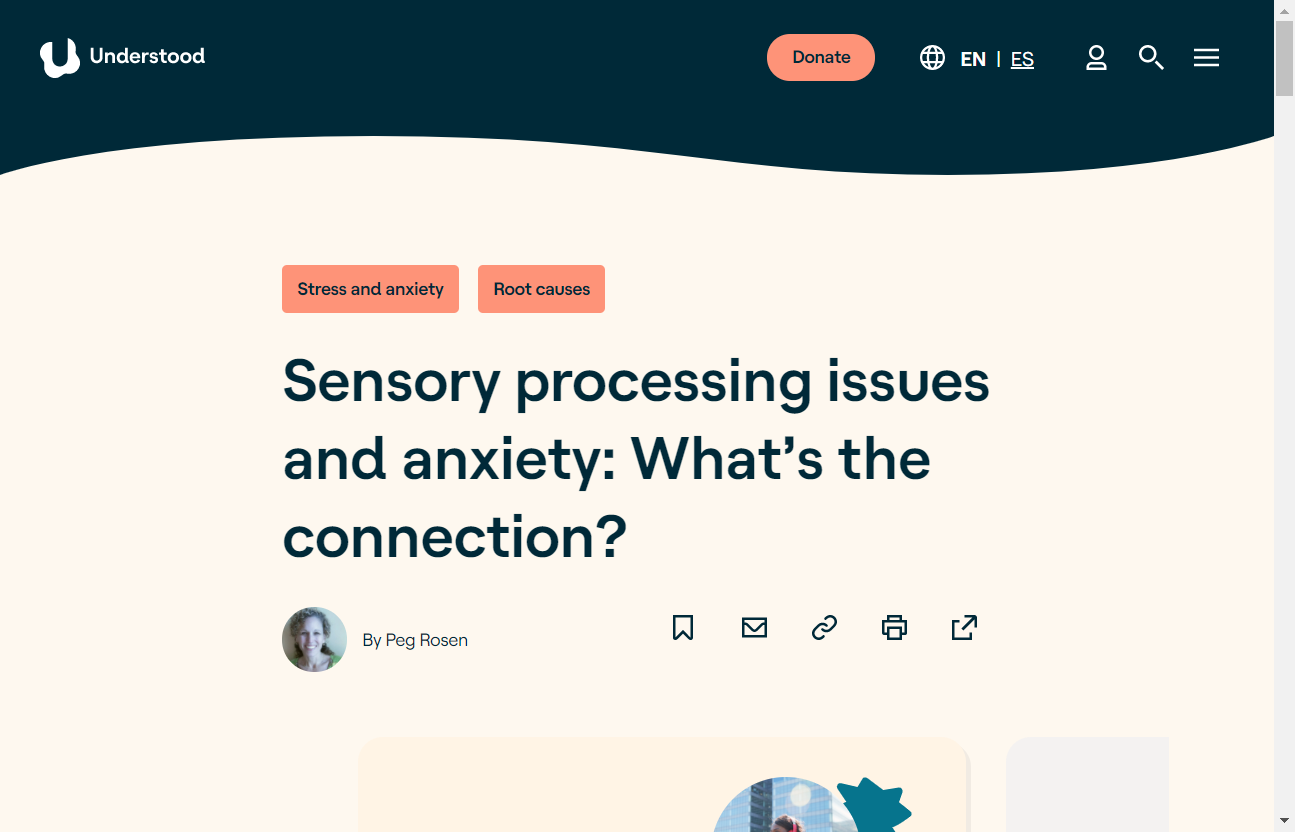 Understood
Donate
EN | ES
Stress and anxiety
Root causes
Sensory processing issues
and anxiety: What’s the
connection?
By Peg Rosen